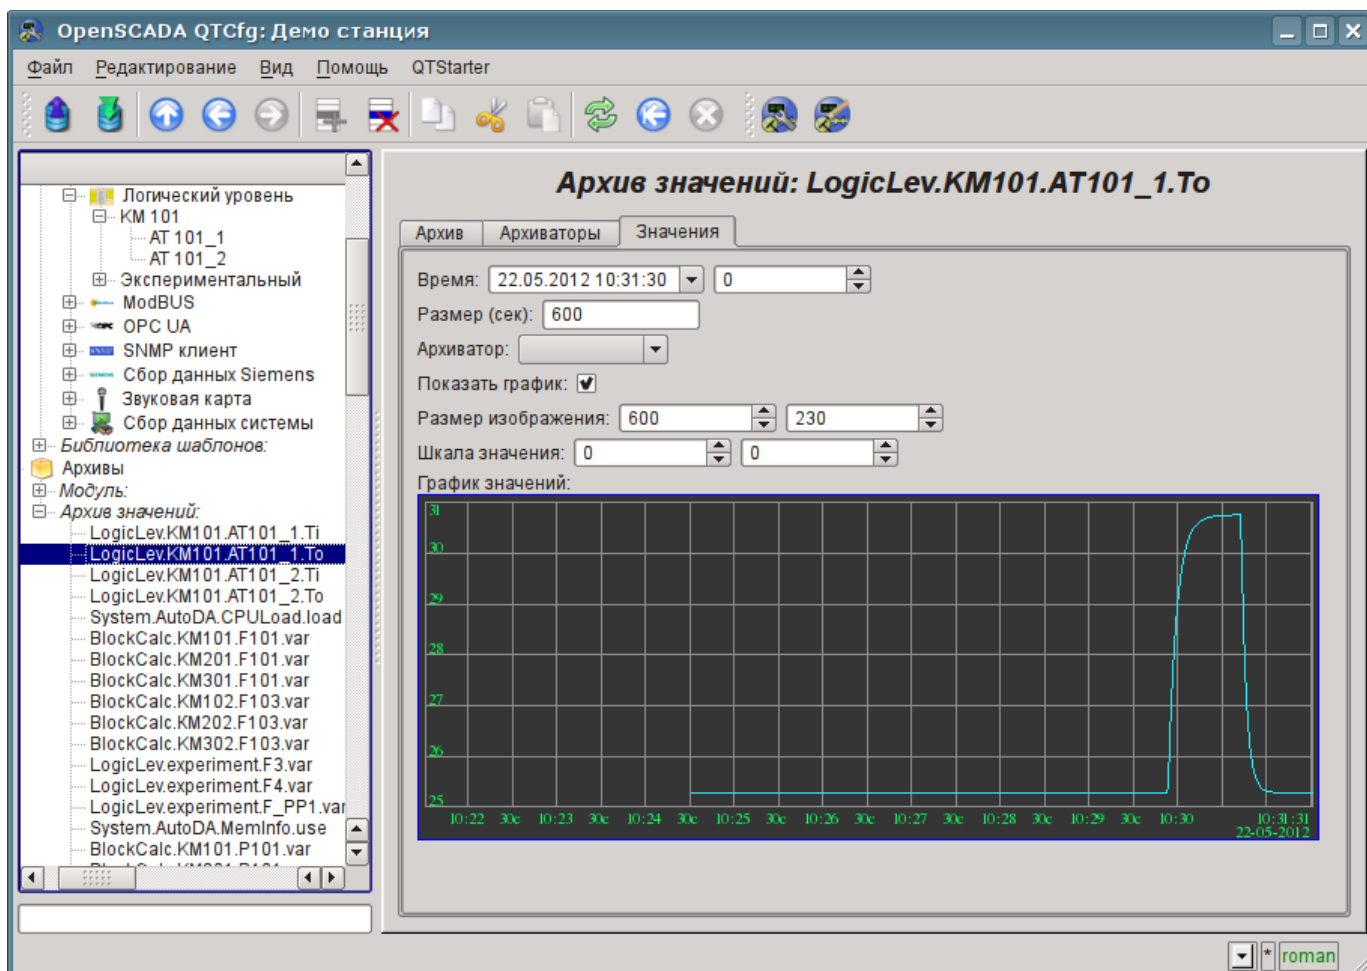 OpenSCADA QTCfg: Демо станция
Файл Редактирование Вид Помощь QTStarter
Логический уровень
КМ 101
АТ 101_1
АТ 101_2
Экспериментальный
ModBUS
OPC UA
SNMP клиент
Сбор данных Siemens
Звуковая карта
Сбор данных системы
Библиотека шаблонов:
Архивы
Модуль:
Архив значений:
LogicLev.KM101.AT101_1.Ti
LogicLev.KM101.AT101_1.To
LogicLev.KM101.AT101_2.Ti
LogicLev.KM101.AT101_2.To
System.AutoDA.CPULoad.load
BlockCalc.KM101.F101.var
BlockCalc.KM201.F101.var
BlockCalc.KM301.F101.var
BlockCalc.KM102.F103.var
BlockCalc.KM202.F103.var
BlockCalc.KM302.F103.var
LogicLev.experiment.F3.var
LogicLev.experiment.F4.var
LogicLev.experiment.F_PP1.var
System.AutoDA.MemInfo.use
BlockCalc.KM101.P101.var
Архив значений: LogicLev.KM101.AT101_1.To
Архив Архиваторы Значения
Время: 22.05.2012 10:31:30 0
Размер (сек): 600
Архиватор:
Показать график:
Размер изображения: 600 230
Шкала значения: 0 0
График значений:
31
30
29
28
27
26
25
10:22 30с 10:23 30с 10:24 30с 10:25 30с 10:26 30с 10:27 30с 10:28 30с 10:29 30с 10:30 10:31:31
22-05-2012
* roman